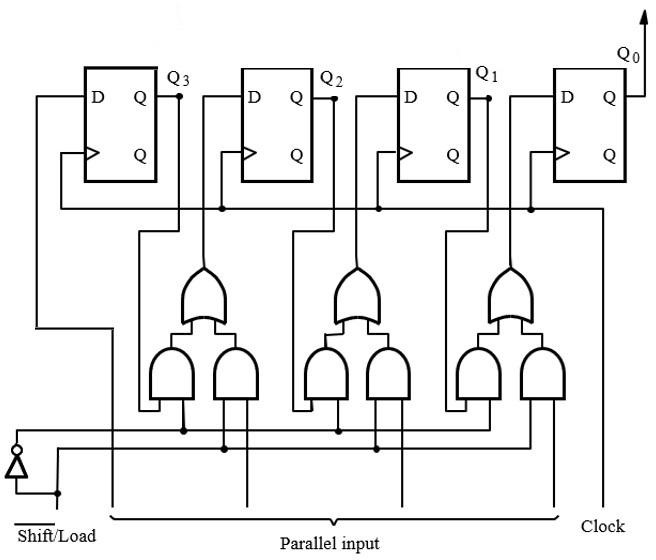 Q0
Q3 Q2 Q1
D Q D Q D Q D Q
Q Q Q Q
Shift/Load
Parallel input
Clock